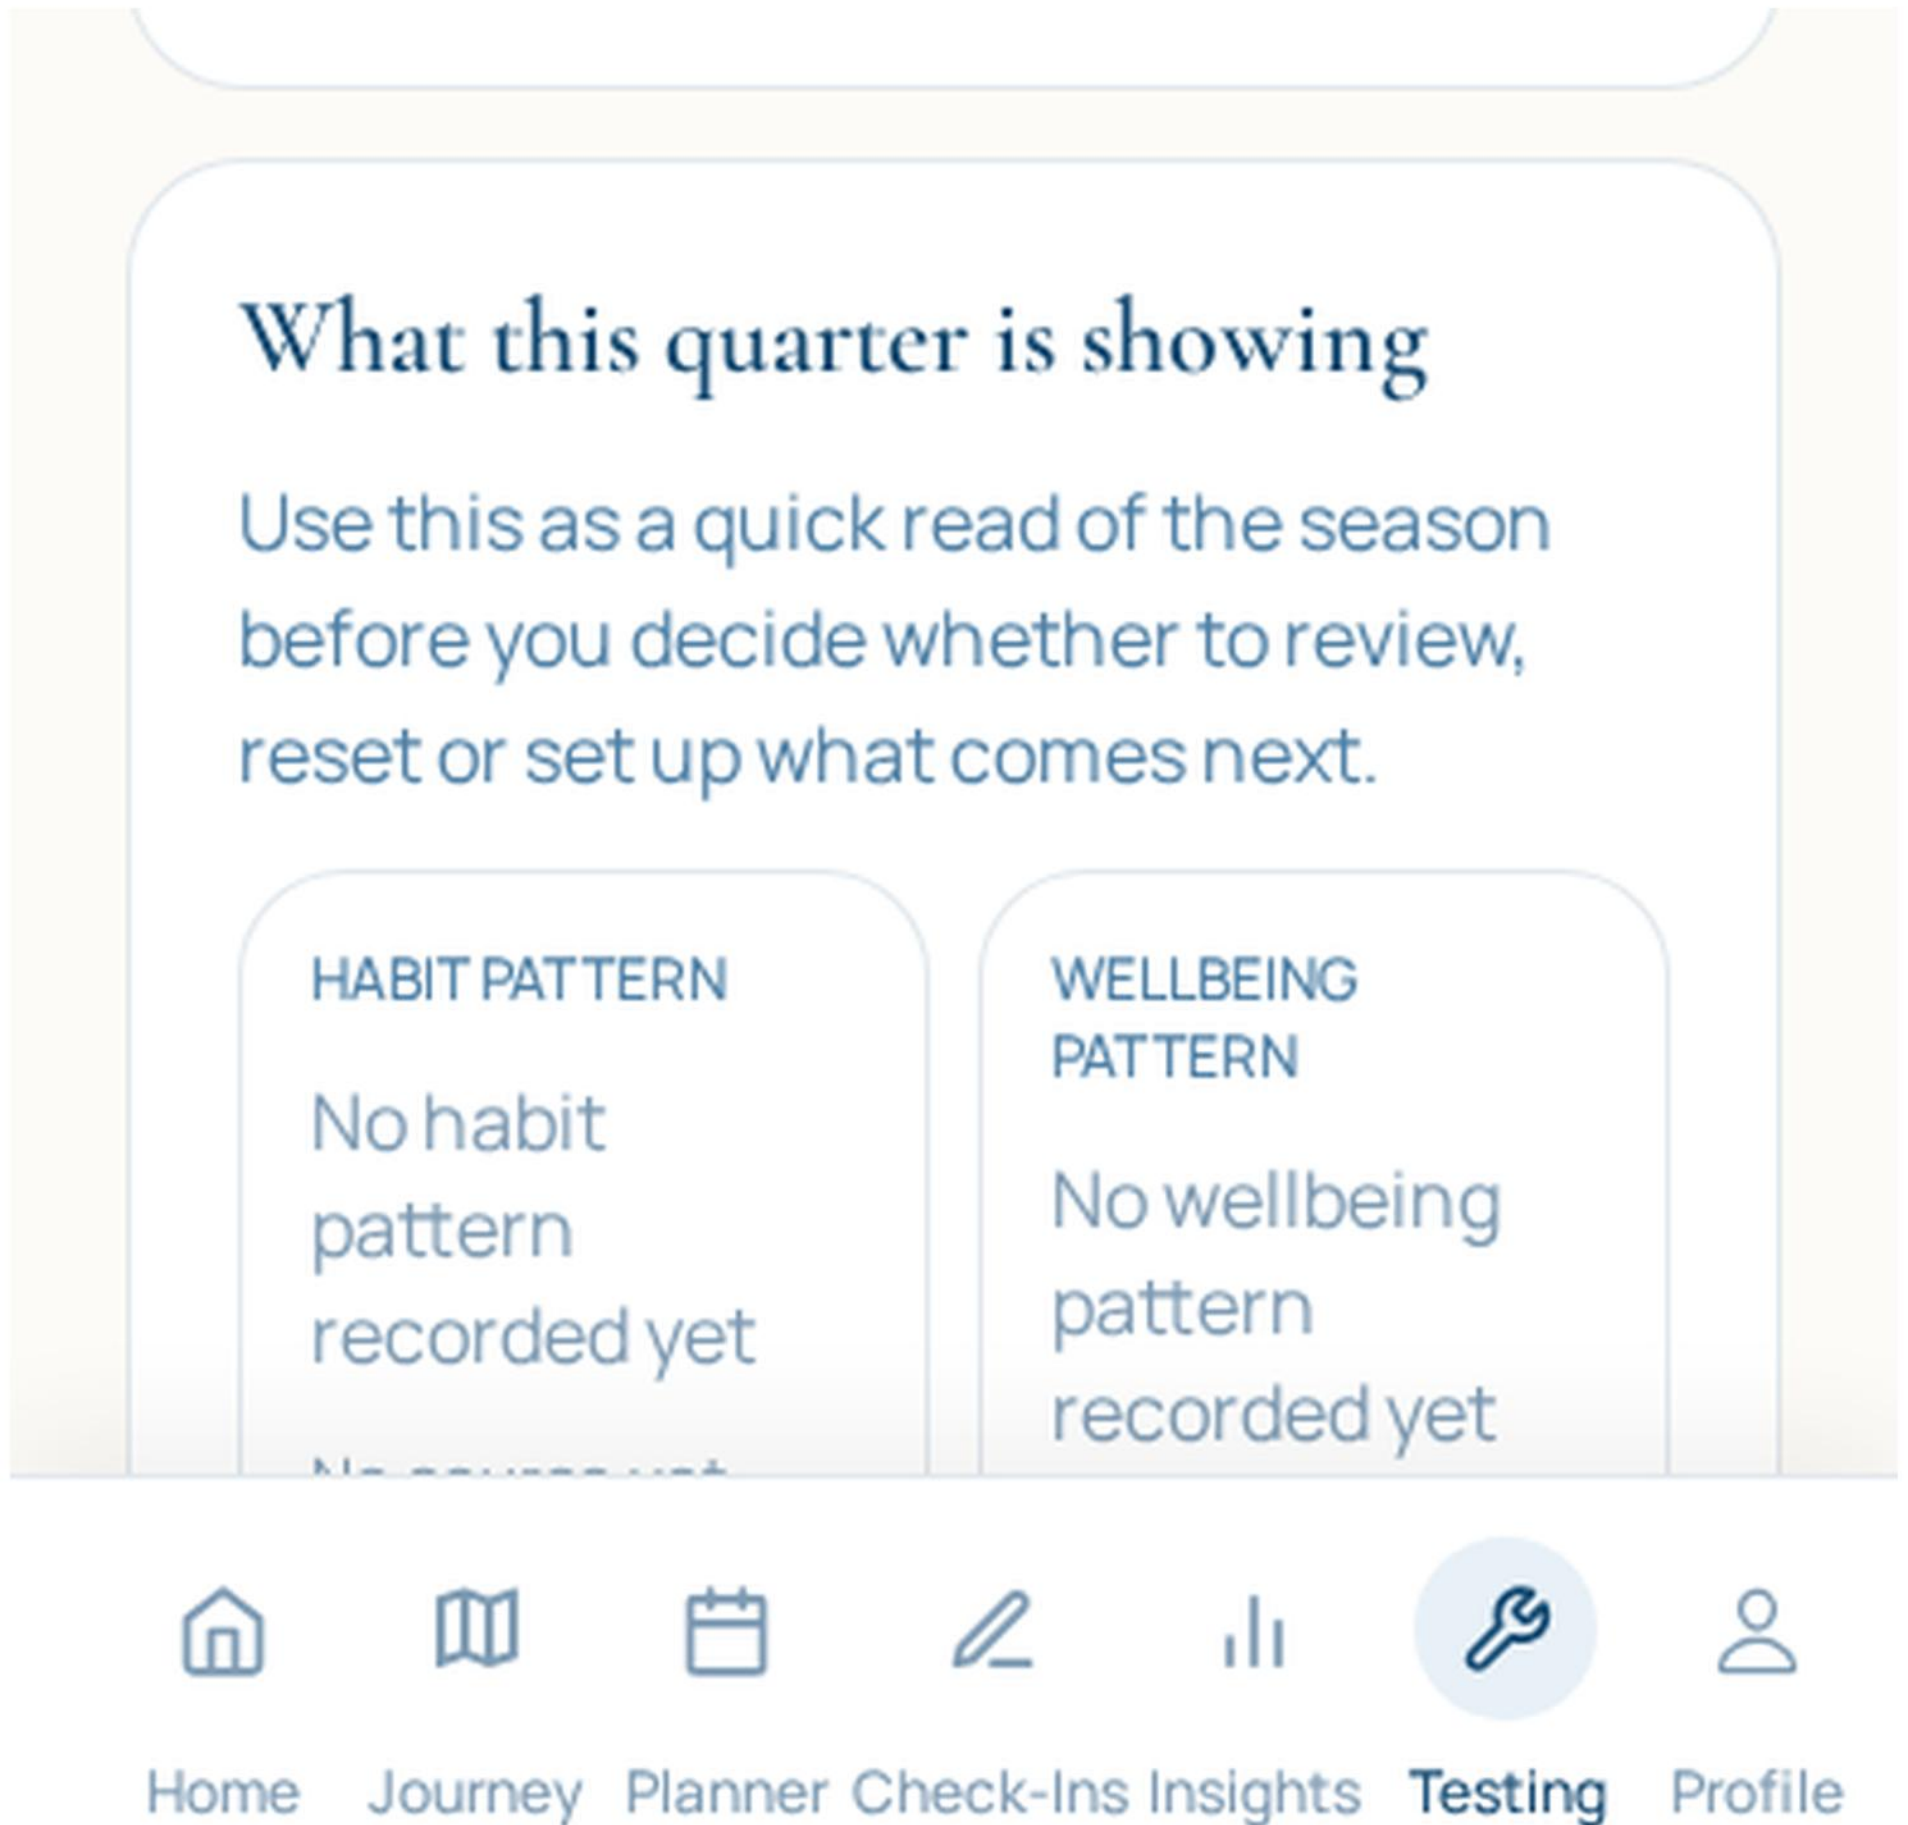 What this quarter is showing
Use this as a quick read of the season
before you decide whether to review,
reset or set up what comes next.
HABIT PATTERN
No habit
pattern
recorded yet
WELLBEING
PATTERN
No wellbeing
pattern
recorded yet
Home Journey Planner Check-Ins Insights Testing Profile